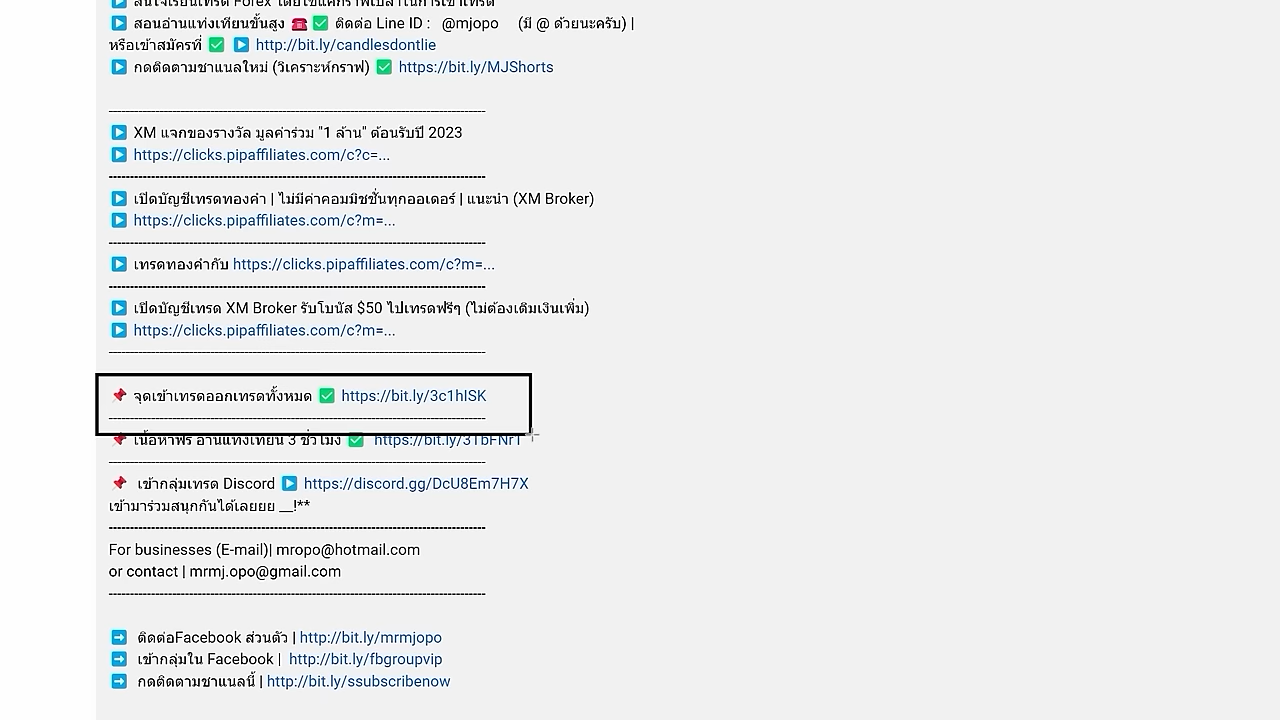 ▶ สนใจเรียนเทรด Forex โดยใช้แค่กราฟเปล่าในการเข้าเทรด
▶ สอนอ่านแท่งเทียนขั้นสูง ☎️✅ ติดต่อ Line ID : @mjopo (มี @ ด้วยนะครับ) |
หรือเข้าสมัครที่ ✅ ▶ http://bit.ly/candlesdontlie
▶ กดติดตามชาแนลใหม่ (วิเคราะห์กราฟ) ✅ https://bit.ly/MJShorts
------------------------------------------------------------------------------------------
▶ XM แจกของรางวัล มูลค่าร่วม "1 ล้าน" ต้อนรับปี 2023
▶ https://clicks.pipaffiliates.com/c?c=...
------------------------------------------------------------------------------------------
▶ เปิดบัญชีเทรดทองคำ | ไม่มีค่าคอมมิชชั่นทุกออเดอร์ | แนะนำ (XM Broker)
▶ https://clicks.pipaffiliates.com/c?m=...
------------------------------------------------------------------------------------------
▶ เทรดทองคำกับ https://clicks.pipaffiliates.com/c?m=...
------------------------------------------------------------------------------------------
▶ เปิดบัญชีเทรด XM Broker รับโบนัส $50 ไปเทรดฟรีๆ (ไม่ต้องเติมเงินเพิ่ม)
▶ https://clicks.pipaffiliates.com/c?m=...
------------------------------------------------------------------------------------------
📌 จุดเข้าเทรดออกเทรดทั้งหมด ✅ https://bit.ly/3c1hISK
------------------------------------------------------------------------------------------
📌 เนื้อหาฟรี อ่านแท่งเทียน 3 ชั่วโมง ✅ https://bit.ly/31bFNrT
------------------------------------------------------------------------------------------
📌 เข้ากลุ่มเทรด Discord ▶ https://discord.gg/DcU8Em7H7X
เข้ามาร่วมสนุกกันได้เลยยย __!**
------------------------------------------------------------------------------------------
For businesses (E-mail)| mropo@hotmail.com
or contact | mrmj.opo@gmail.com
------------------------------------------------------------------------------------------
➡ ติดต่อFacebook ส่วนตัว | http://bit.ly/mrmjopo
➡ เข้ากลุ่มใน Facebook | http://bit.ly/fbgroupvip
➡ กดติดตามชาแนลนี้ | http://bit.ly/ssubscribenow